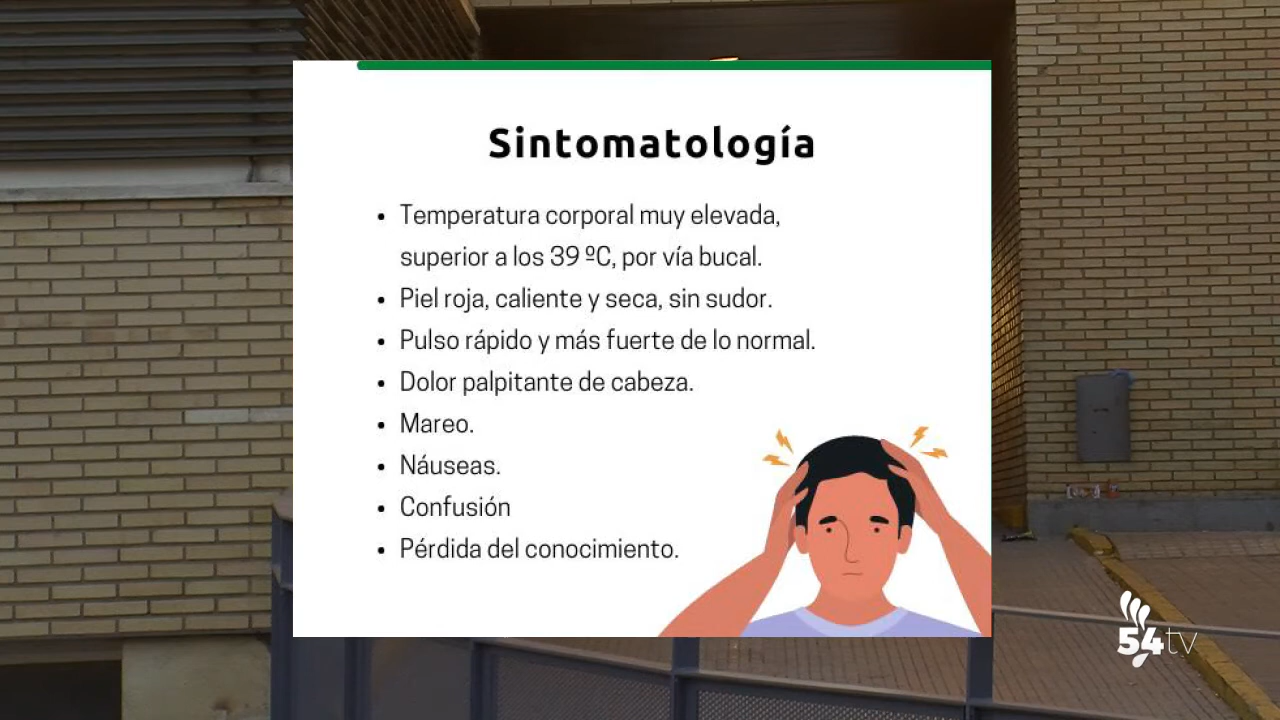 Sintomatología
• Temperatura corporal muy elevada,
superior a los 39 ºC, por vía bucal.
• Piel roja, caliente y seca, sin sudor.
• Pulso rápido y más fuerte de lo normal.
• Dolor palpitante de cabeza.
• Mareo.
• Náuseas.
• Confusión
• Pérdida del conocimiento.
54tv